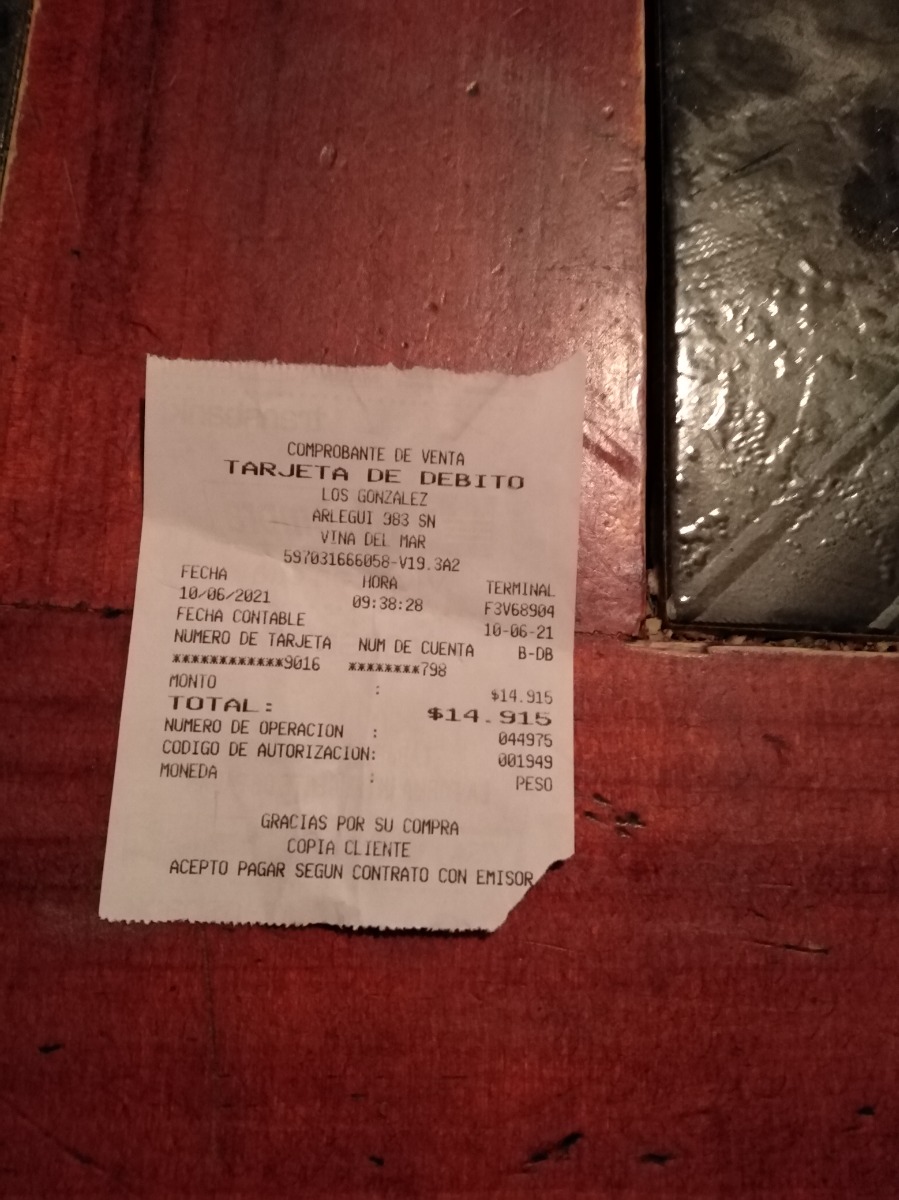 COMPROBANTE DE VENTA
TARJETA DE DEBITO
LOS GONZALEZ
ARLEGUI 983 SN
VINA DEL MAR
597031666058-V19.3A2
FECHA HORA TERMINAL
10/06/2021 09:38:28 F3V68904
FECHA CONTABLE 10-06-21
NUMERO DE TARJETA NUM DE CUENTA B-DB
************9016 ********798
MONTO : $14.915
TOTAL: $14.915
NUMERO DE OPERACION : 044975
CODIGO DE AUTORIZACION: 001949
MONEDA : PESO
GRACIAS POR SU COMPRA
COPIA CLIENTE
ACEPTO PAGAR SEGUN CONTRATO CON EMISOR